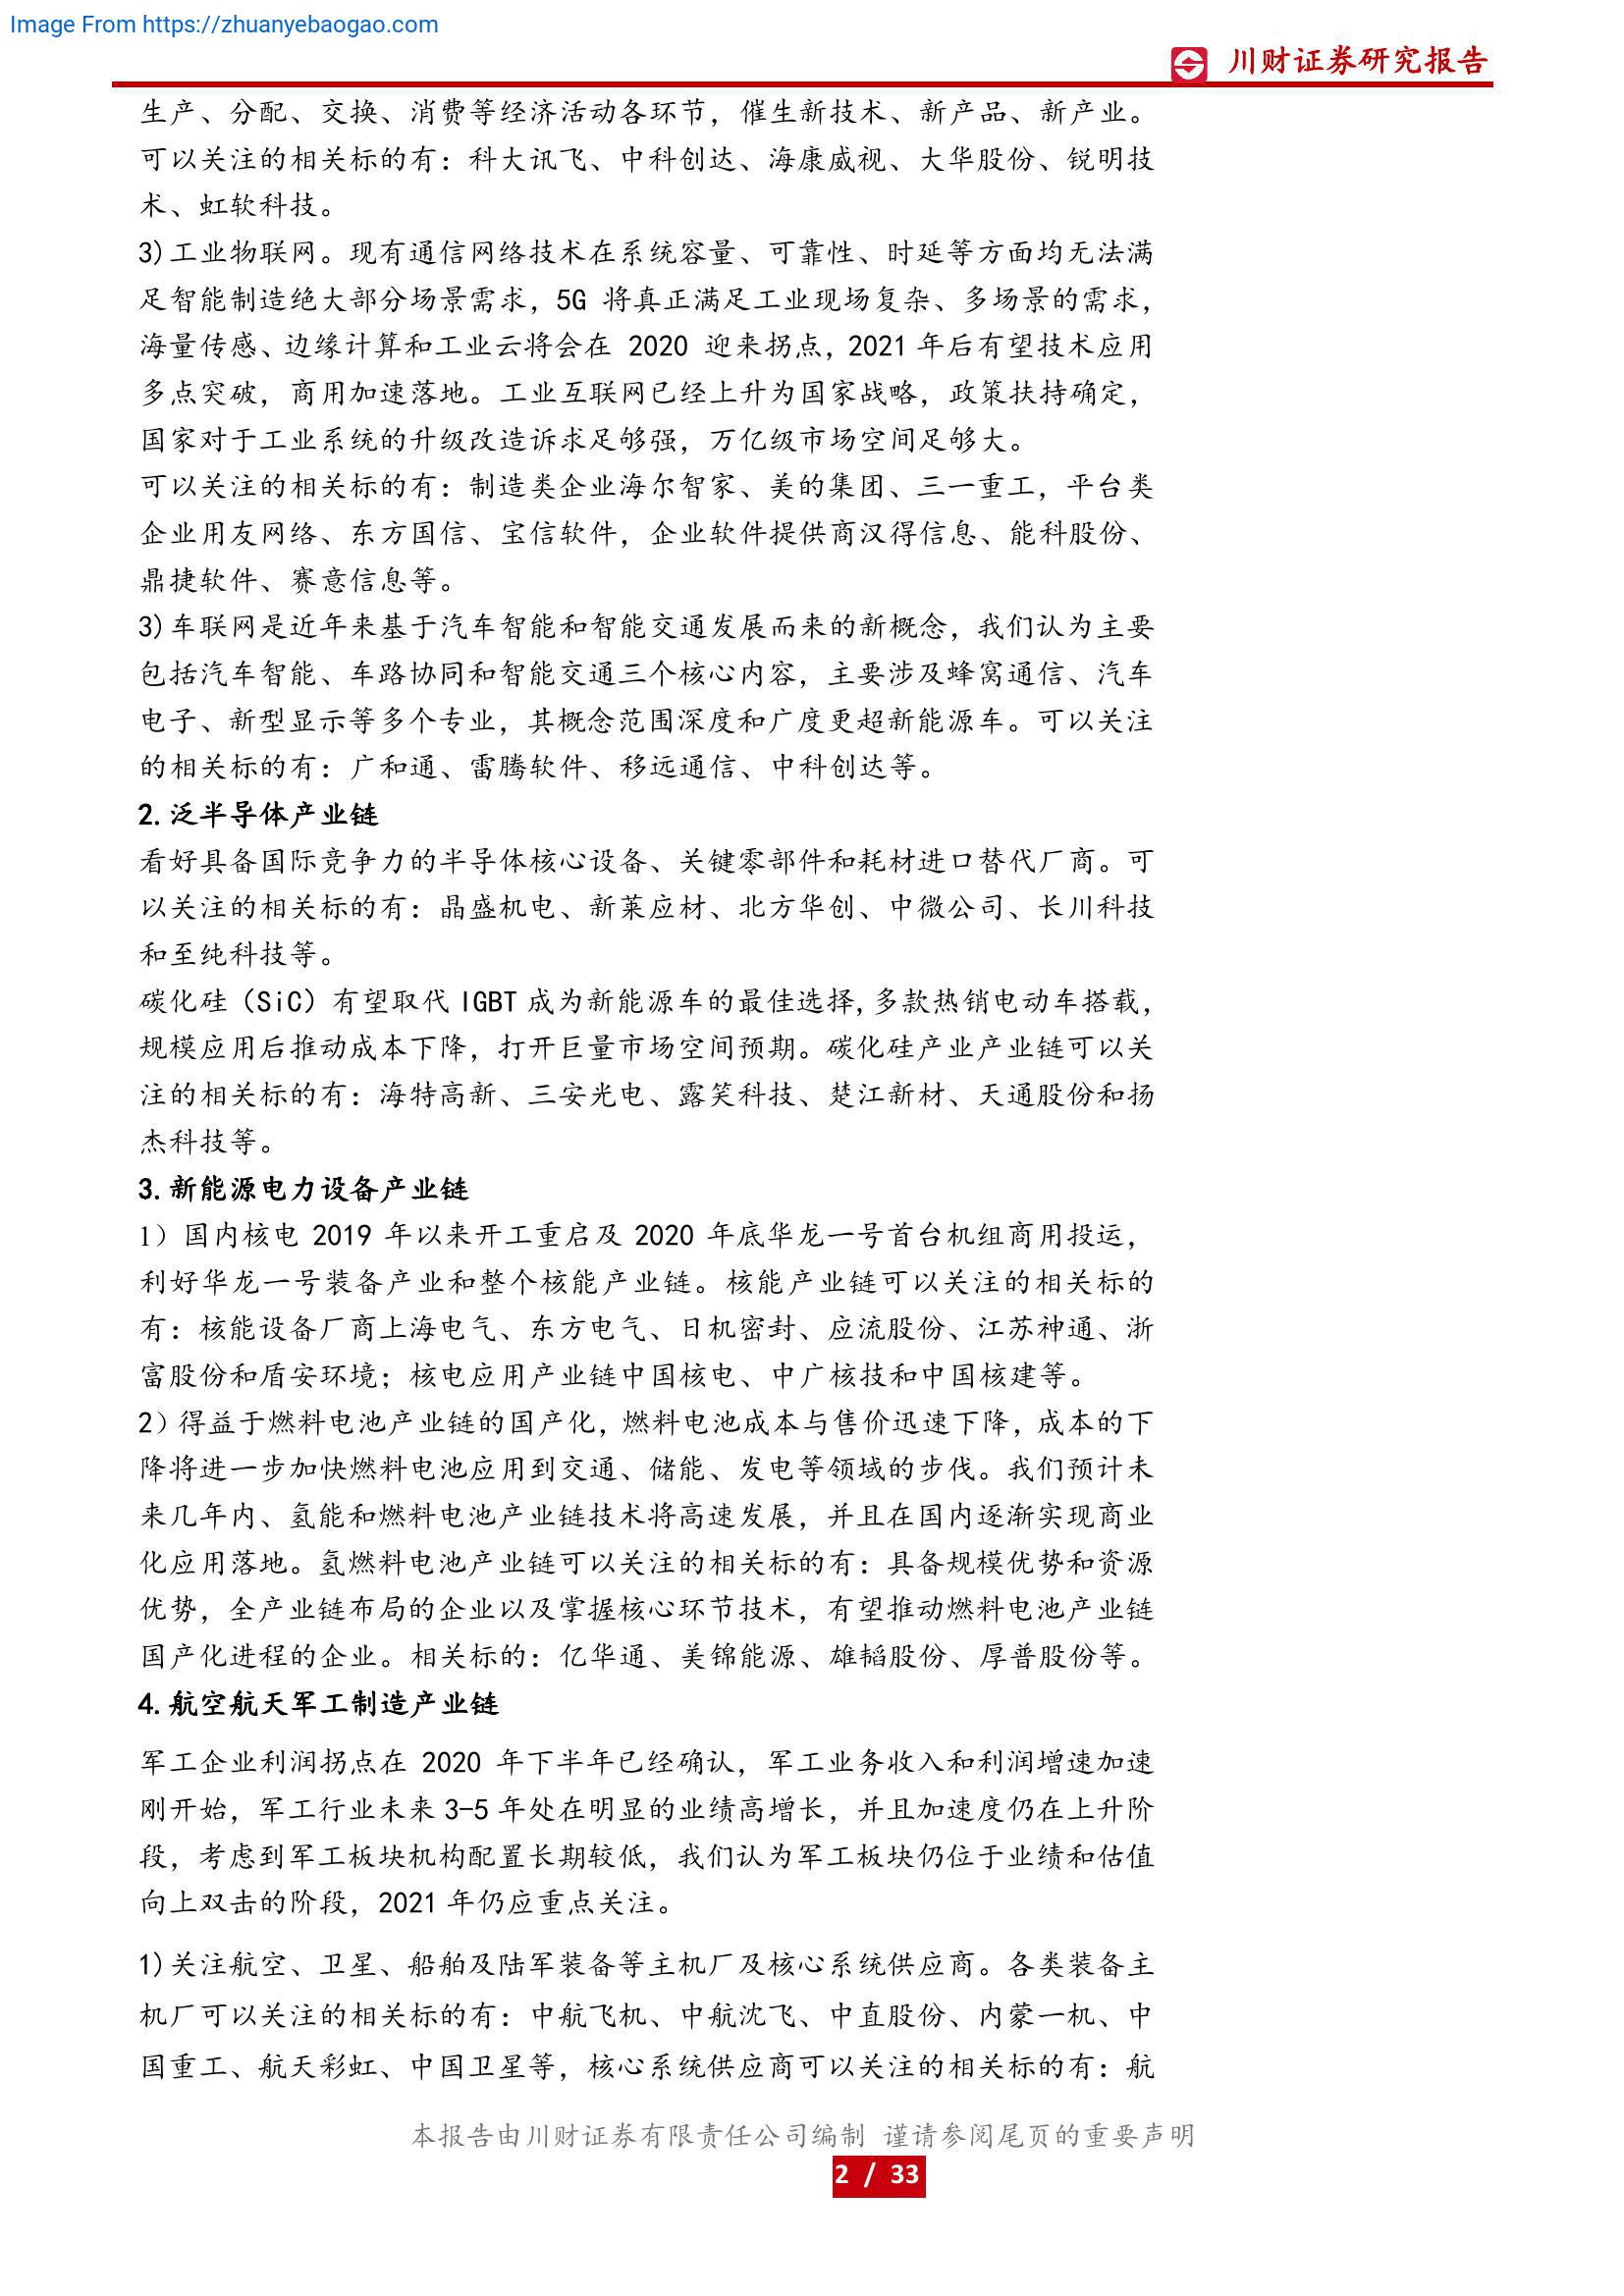 Image From https://zhuanyebaogao.com
川财证券研究报告
生产、分配、交换、消费等经济活动各环节，催生新技术、新产品、新产业。
可以关注的相关标的有：科大讯飞、中科创达、海康威视、大华股份、锐明技
术、虹软科技。
3)工业物联网。现有通信网络技术在系统容量、可靠性、时延等方面均无法满
足智能制造绝大部分场景需求，5G 将真正满足工业现场复杂、多场景的需求，
海量传感、边缘计算和工业云将会在 2020 迎来拐点，2021 年后有望技术应用
多点突破，商用加速落地。工业互联网已经上升为国家战略，政策扶持确定，
国家对于工业系统的升级改造诉求足够强，万亿级市场空间足够大。
可以关注的相关标的有：制造类企业海尔智家、美的集团、三一重工，平台类
企业用友网络、东方国信、宝信软件，企业软件提供商汉得信息、能科股份、
鼎捷软件、赛意信息等。
3)车联网是近年来基于汽车智能和智能交通发展而来的新概念，我们认为主要
包括汽车智能、车路协同和智能交通三个核心内容，主要涉及蜂窝通信、汽车
电子、新型显示等多个专业，其概念范围深度和广度更超新能源车。可以关注
的相关标的有：广和通、雷腾软件、移远通信、中科创达等。
2.泛半导体产业链
看好具备国际竞争力的半导体核心设备、关键零部件和耗材进口替代厂商。可
以关注的相关标的有：晶盛机电、新莱应材、北方华创、中微公司、长川科技
和至纯科技等。
碳化硅（SiC）有望取代 IGBT 成为新能源车的最佳选择,多款热销电动车搭载，
规模应用后推动成本下降，打开巨量市场空间预期。碳化硅产业产业链可以关
注的相关标的有：海特高新、三安光电、露笑科技、楚江新材、天通股份和扬
杰科技等。
3.新能源电力设备产业链
1）国内核电 2019 年以来开工重启及 2020 年底华龙一号首台机组商用投运，
利好华龙一号装备产业和整个核能产业链。核能产业链可以关注的相关标的
有：核能设备厂商上海电气、东方电气、日机密封、应流股份、江苏神通、浙
富股份和盾安环境；核电应用产业链中国核电、中广核技和中国核建等。
2）得益于燃料电池产业链的国产化，燃料电池成本与售价迅速下降，成本的下
降将进一步加快燃料电池应用到交通、储能、发电等领域的步伐。我们预计未
来几年内、氢能和燃料电池产业链技术将高速发展，并且在国内逐渐实现商业
化应用落地。氢燃料电池产业链可以关注的相关标的有：具备规模优势和资源
优势，全产业链布局的企业以及掌握核心环节技术，有望推动燃料电池产业链
国产化进程的企业。相关标的：亿华通、美锦能源、雄韬股份、厚普股份等。
4.航空航天军工制造产业链
军工企业利润拐点在 2020 年下半年已经确认，军工业务收入和利润增速加速
刚开始，军工行业未来 3-5 年处在明显的业绩高增长，并且加速度仍在上升阶
段，考虑到军工板块机构配置长期较低，我们认为军工板块仍位于业绩和估值
向上双击的阶段，2021 年仍应重点关注。
1)关注航空、卫星、船舶及陆军装备等主机厂及核心系统供应商。各类装备主
机厂可以关注的相关标的有：中航飞机、中航沈飞、中直股份、内蒙一机、中
国重工、航天彩虹、中国卫星等，核心系统供应商可以关注的相关标的有：航
本报告由川财证券有限责任公司编制 谨请参阅尾页的重要声明
2 / 33